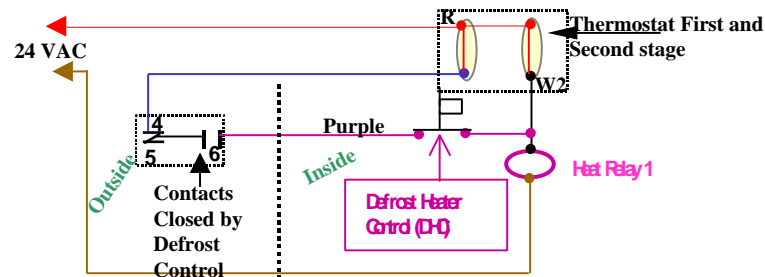 R
Thermostat First and
Second stage
24 VAC
W2
4
5
6
Purple
Outside
Inside
Heat Relay 1
Contacts
Closed by
Defrost
Control
Defrost Heater
Control (DHC)